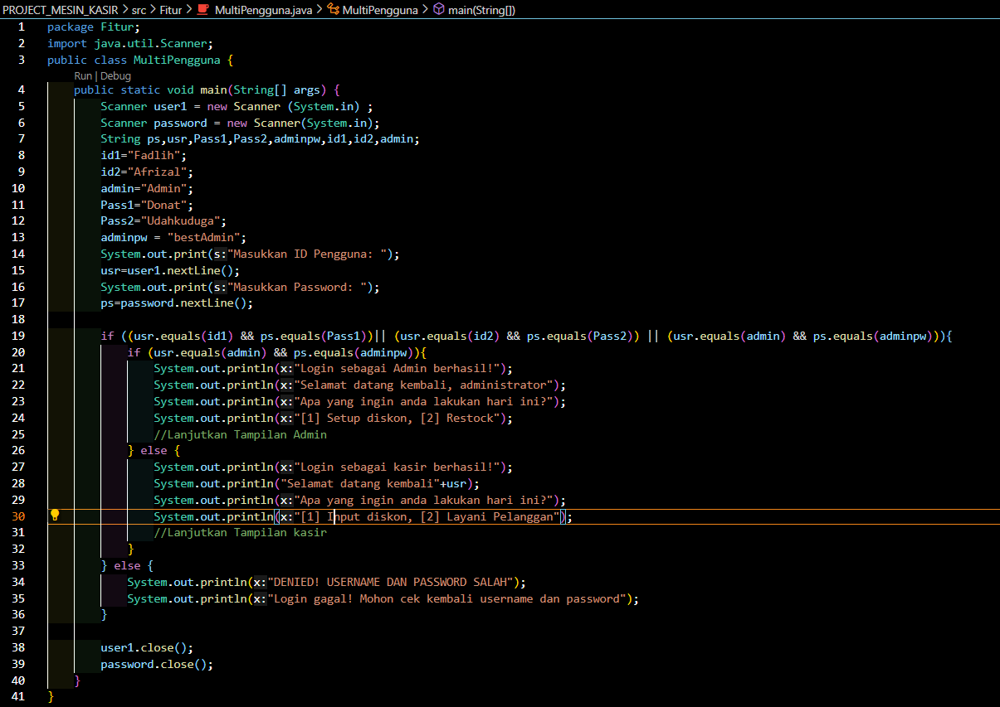 PROJECT_MESIN_KASIR > src > Fitur > MultiPengguna.java > MultiPengguna > main(String[])
1 package Fitur;
2 import java.util.Scanner;
3 public class MultiPengguna {
Run | Debug
4 public static void main(String[] args) {
5 Scanner user1 = new Scanner (System.in) ;
6 Scanner password = new Scanner(System.in);
7 String ps,usr,Pass1,Pass2,adminpw,id1,id2,admin;
8 id1="Fadlih";
9 id2="Afrizal";
10 admin="Admin";
11 Pass1="Donat";
12 Pass2="Udahkuduga";
13 adminpw = "bestAdmin";
14 System.out.print(s:"Masukkan ID Pengguna: ");
15 usr=user1.nextLine();
16 System.out.print(s:"Masukkan Password: ");
17 ps=password.nextLine();
18
19 if ((usr.equals(id1) && ps.equals(Pass1))|| (usr.equals(id2) && ps.equals(Pass2)) || (usr.equals(admin) && ps.equals(adminpw))){
20 if (usr.equals(admin) && ps.equals(adminpw)){
21 System.out.println(x:"Login sebagai Admin berhasil!");
22 System.out.println(x:"Selamat datang kembali, administrator");
23 System.out.println(x:"Apa yang ingin anda lakukan hari ini?");
24 System.out.println(x:"[1] Setup diskon, [2] Restock");
25 //Lanjutkan Tampilan Admin
26 } else {
27 System.out.println(x:"Login sebagai kasir berhasil!");
28 System.out.println("Selamat datang kembali"+usr);
29 System.out.println(x:"Apa yang ingin anda lakukan hari ini?");
30 System.out.println(x:"[1] Input diskon, [2] Layani Pelanggan");
31 //Lanjutkan Tampilan kasir
32 }
33 } else {
34 System.out.println(x:"DENIED! USERNAME DAN PASSWORD SALAH");
35 System.out.println(x:"Login gagal! Mohon cek kembali username dan password");
36 }
37
38 user1.close();
39 password.close();
40 }
41 }